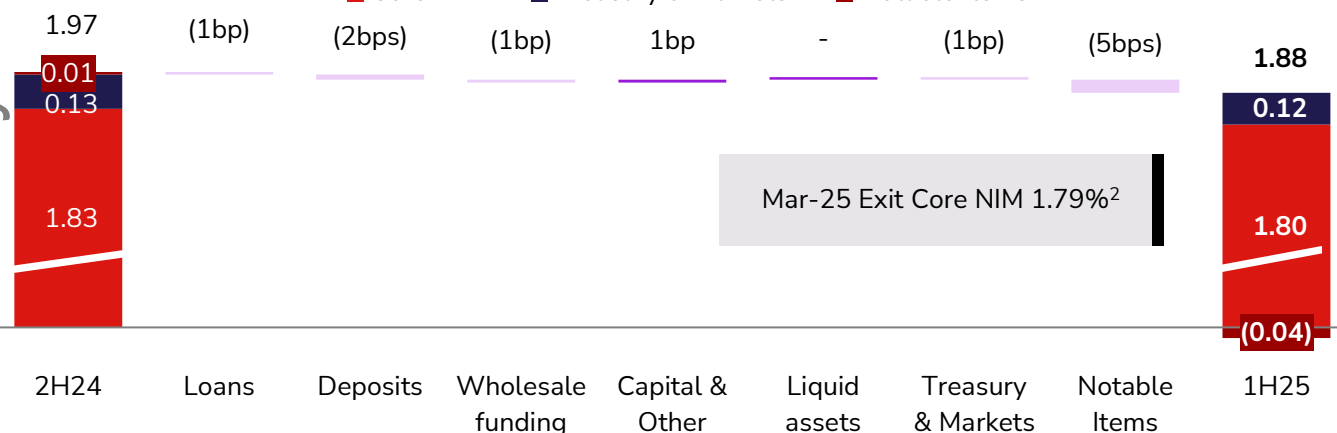 1.97
(1bp)
(2bps)
(1bp)
1bp
-
(1bp)
(5bps)
1.88
0.01
0.13
1.83
0.12
1.80
(0.04)
Mar-25 Exit Core NIM 1.79%²
2H24
Loans
Deposits
Wholesale
funding
Capital &
Other
Liquid
assets
Treasury
& Markets
Notable
Items
1H25